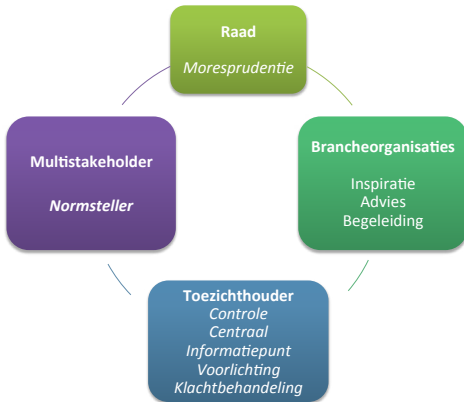 Raad
Moresprudentie
Multistakeholder
Normsteller
Brancheorganisaties
Inspiratie
Advies
Begeleiding
Toezichthouder
Controle
Centraal
Informatiepunt
Voorlichting
Klachtbehandeling